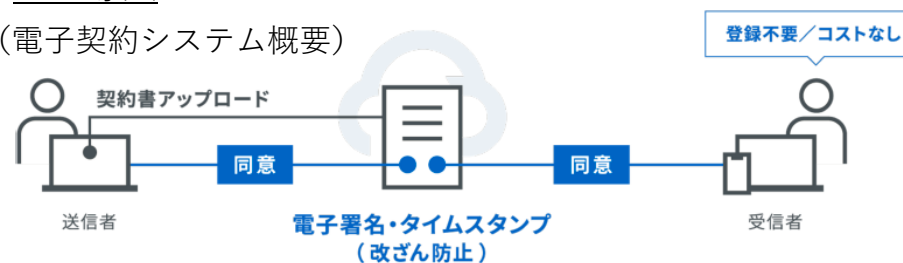 (電子契約システム概要)
登録不要/コストなし
契約書アップロード
同意
同意
送信者
電子署名・タイムスタンプ
(改ざん防止)
受信者